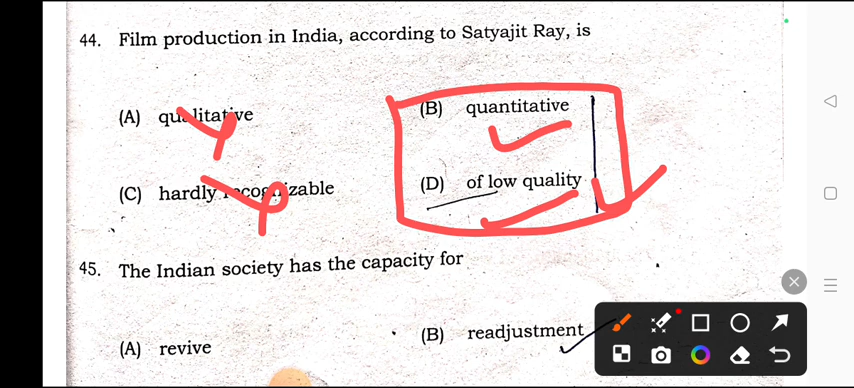 44. Film production in India, according to Satyajit Ray, is
(A) qualitative (B) quantitative
(C) hardly recognizable (D) of low quality
45. The Indian society has the capacity for
(A) revive (B) readjustment